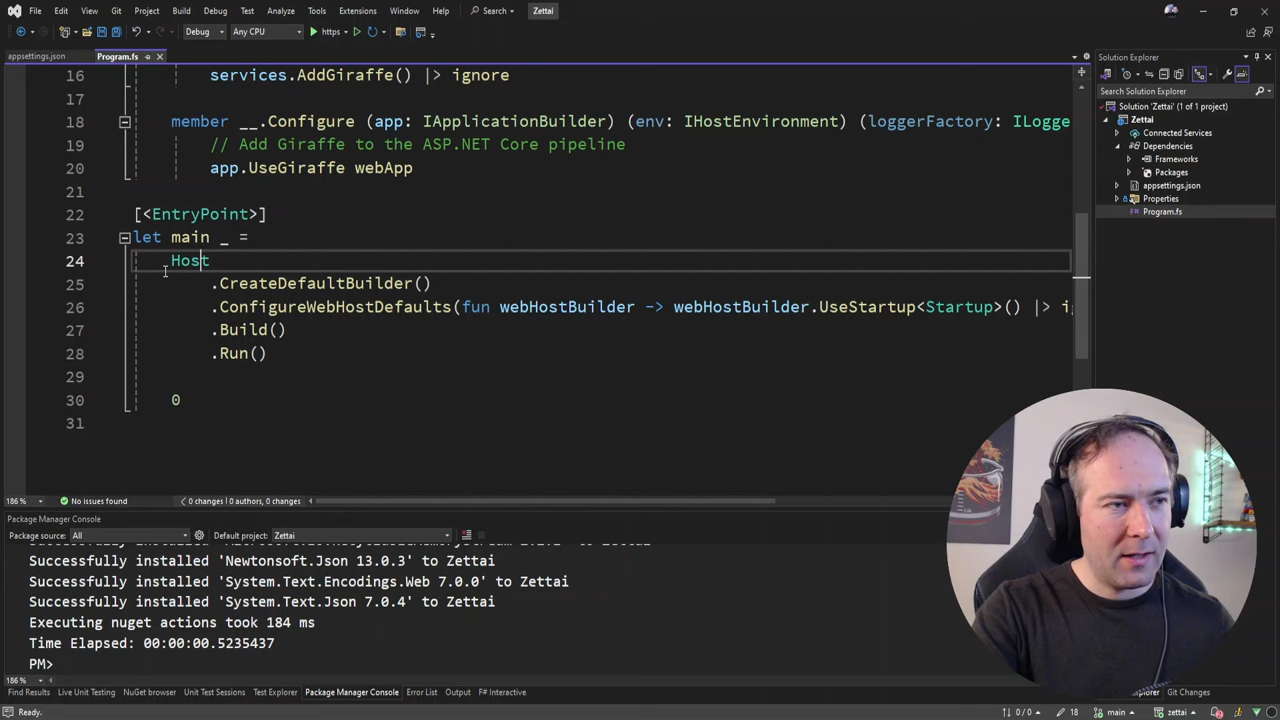 File Edit View Git Project Build Debug Test Analyze Tools Extensions Window Help Search Zettai
Debug Any CPU https
appsettings.json Program.fs
16 services.AddGiraffe() |> ignore
17
18 member __.Configure (app: IApplicationBuilder) (env: IHostEnvironment) (loggerFactory: ILogge
19 // Add Giraffe to the ASP.NET Core pipeline
20 app.UseGiraffe webApp
21
22 [<EntryPoint>]
23 let main _ =
24 Host
25 .CreateDefaultBuilder()
26 .ConfigureWebHostDefaults(fun webHostBuilder -> webHostBuilder.UseStartup<Startup>() |> i
27 .Build()
28 .Run()
29
30 0
31
186 % No issues found 0 changes | 0 authors, 0 changes
Solution Explorer
Search Solution Explorer
Solution 'Zettai' (1 of 1 project)
Zettai
Connected Services
Dependencies
Frameworks
Packages
appsettings.json
Properties
Program.fs
Package Manager Console
Package source: All Default project: Zettai
Successfully installed 'Newtonsoft.Json 13.0.3' to Zettai
Successfully installed 'System.Text.Encodings.Web 7.0.0' to Zettai
Successfully installed 'System.Text.Json 7.0.4' to Zettai
Executing nuget actions took 184 ms
Time Elapsed: 00:00:00.5235437
PM>
186 %
Find Results Live Unit Testing NuGet browser Unit Test Sessions Test Explorer Package Manager Console Error List Output F# Interactive Explorer Git Changes
Ready. 0 / 0 18 main zettai